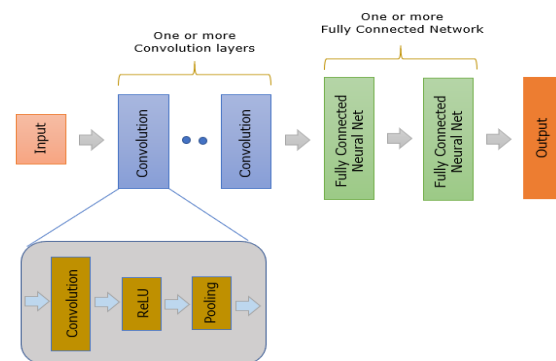 One or more
Convolution layers
One or more
Fully Connected Network
Input
Convolution
Convolution
Fully Connected
Neural Net
Fully Connected
Neural Net
Output
Convolution
ReLU
Pooling